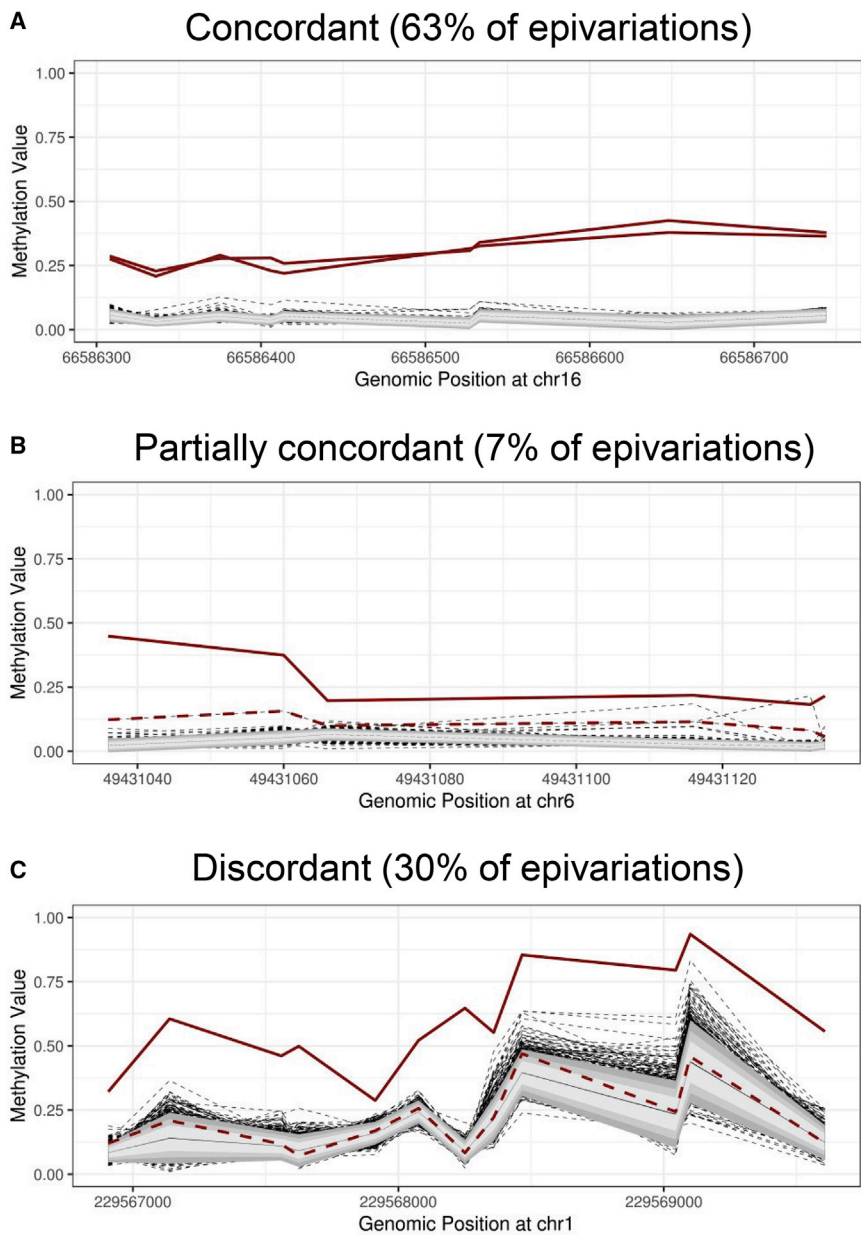 A
Concordant (63% of epivariations)
1.00
0.75
0.50
0.25
0.00
Methylation Value
66586300 66586400 66586500 66586600 66586700
Genomic Position at chr16
B
Partially concordant (7% of epivariations)
1.00
0.75
0.50
0.25
0.00
Methylation Value
49431040 49431060 49431080 49431100 49431120
Genomic Position at chr6
C
Discordant (30% of epivariations)
1.00
0.75
0.50
0.25
0.00
Methylation Value
229567000 229568000 229569000
Genomic Position at chr1